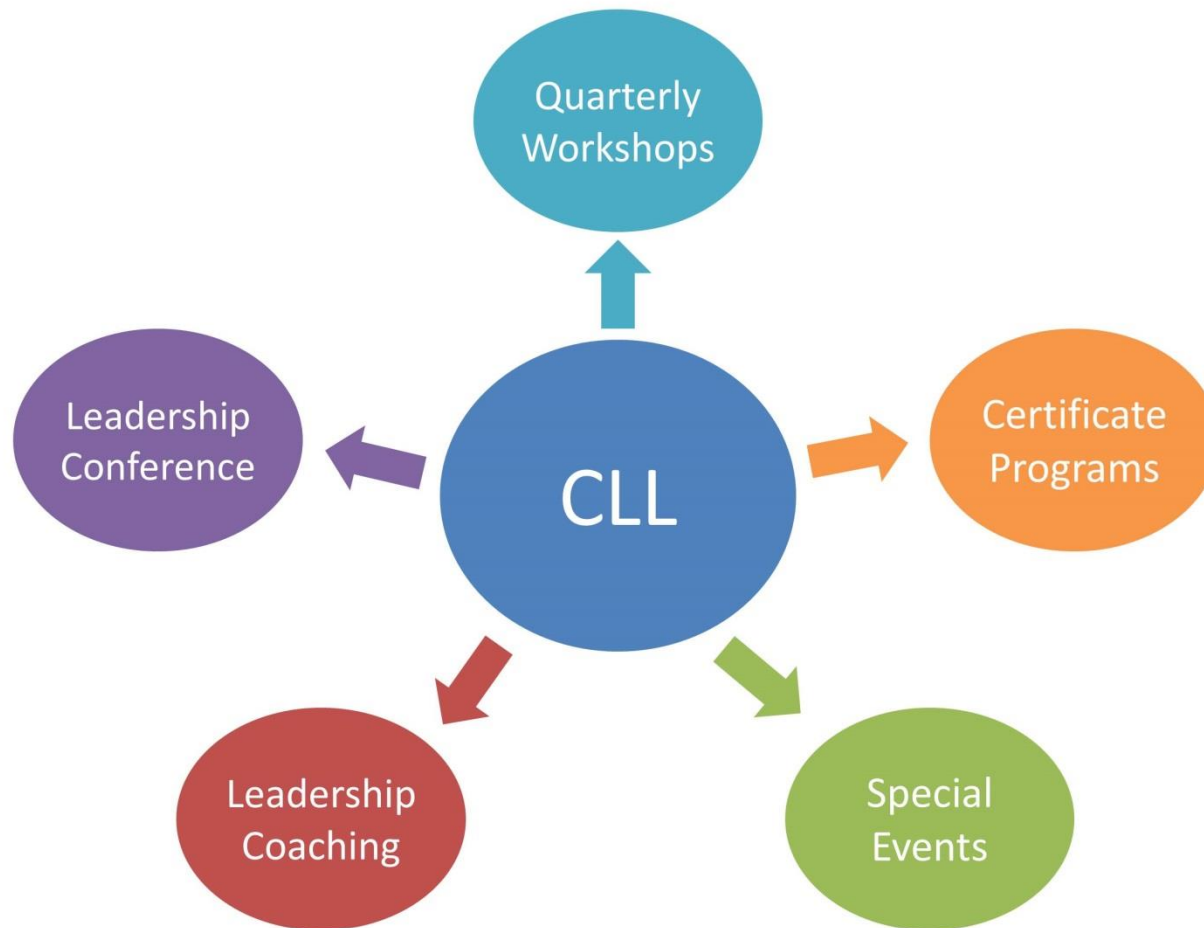 Quarterly
Workshops
Leadership
Conference
CLL
Certificate
Programs
Leadership
Coaching
Special
Events